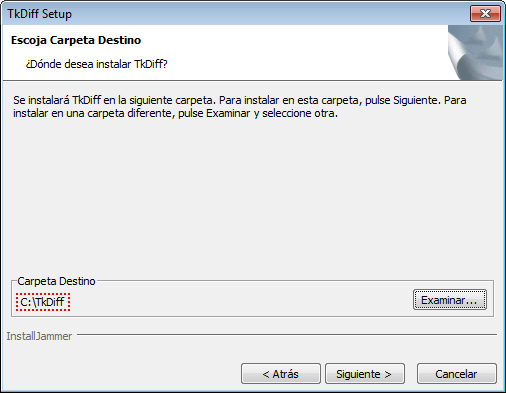 TkDiff Setup
Escoja Carpeta Destino
¿Dónde desea instalar TkDiff?
Se instalará TkDiff en la siguiente carpeta. Para instalar en esta carpeta, pulse Siguiente. Para
instalar en una carpeta diferente, pulse Examinar y seleccione otra.
Carpeta Destino
C:\TkDiff
Examinar...
InstallJammer
< Atrás
Siguiente >
Cancelar